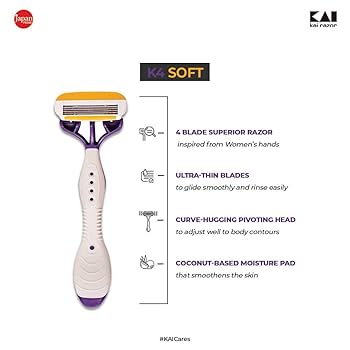 Japan
KAI
kai razor
K4 SOFT
4 BLADE SUPERIOR RAZOR
inspired from Women's hands
ULTRA-THIN BLADES
to glide smoothly and rinse easily
CURVE-HUGGING PIVOTING HEAD
to adjust well to body contours
COCONUT-BASED MOISTURE PAD
that smoothens the skin
#KAICares